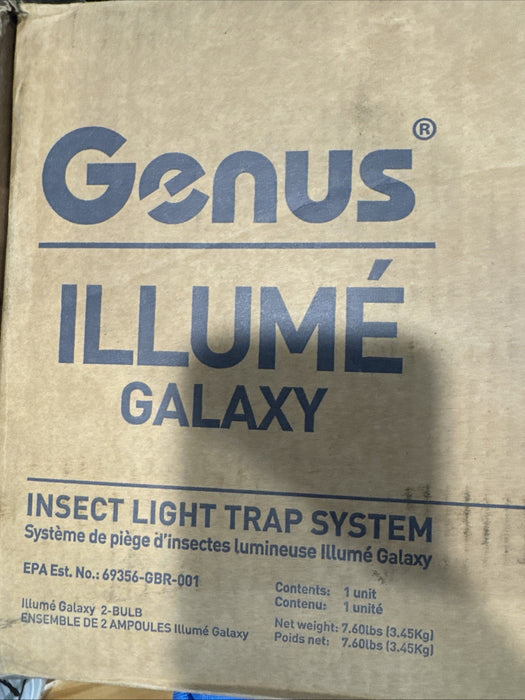 Genus®
ILLUMÉ
GALAXY
INSECT LIGHT TRAP SYSTEM
Système de piège d'insectes lumineuse Illumé Galaxy
EPA Est. No.: 69356-GBR-001
Illumé Galaxy 2-BULB
ENSEMBLE DE 2 AMPOULES Illumé Galaxy
Contents: 1 unit
Contenu: 1 unité
Net weight: 7.60lbs (3.45Kg)
Poids net: 7.60lbs (3.45Kg)